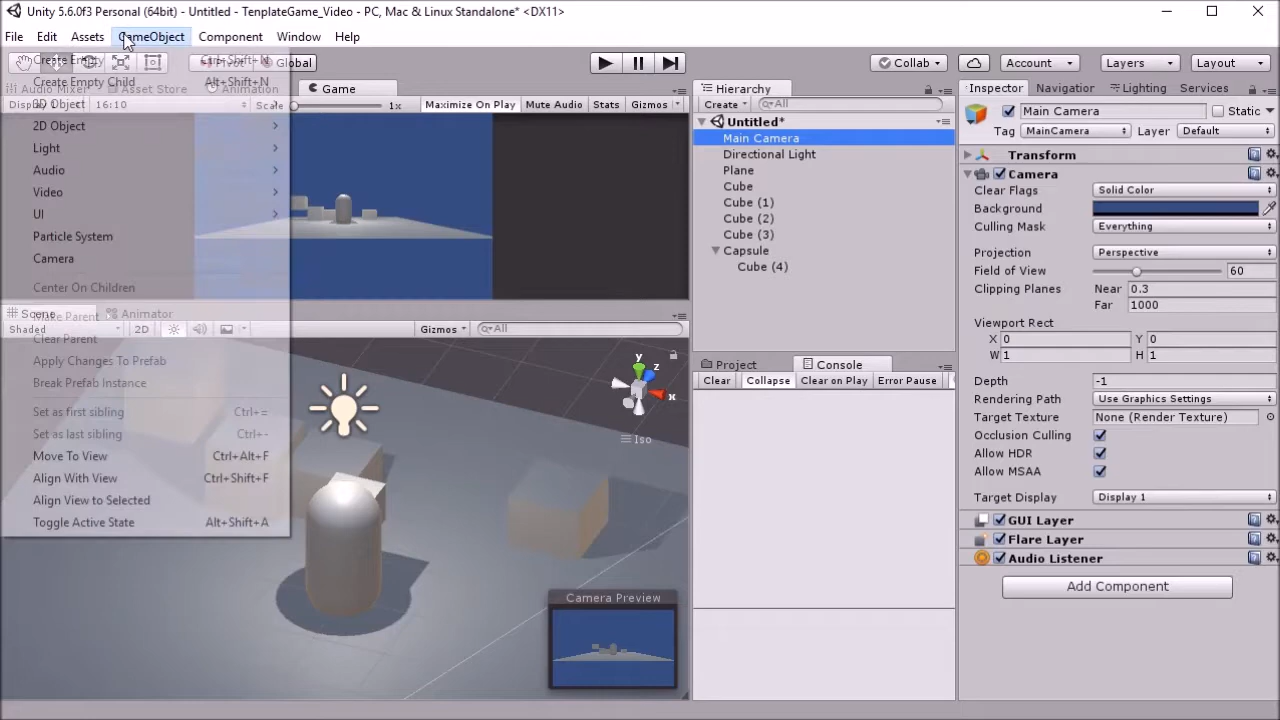 Unity 5.6.0f3 Personal (64bit) - Untitled - TenplateGame_Video - PC, Mac & Linux Standalone* <DX11>
File Edit Assets GameObject Component Window Help
Create Empty Ctrl+Shift+N
Create Empty Child Alt+Shift+N
3D Object
2D Object
Light
Audio
Video
UI
Particle System
Camera
Center On Children
Make Parent
Clear Parent
Apply Changes To Prefab
Break Prefab Instance
Set as first sibling Ctrl+=
Set as last sibling Ctrl+-
Move To View Ctrl+Alt+F
Align With View Ctrl+Shift+F
Align View to Selected
Toggle Active State Alt+Shift+A
Pivot Global
Collab Account Layers Layout
Audio Mixer Asset Store Animation Game
16:10 Scale 1x Maximize On Play Mute Audio Stats Gizmos
Animator
Shaded 2D Gizmos All
y
z
x
Iso
Camera Preview
Hierarchy
Create All
Untitled*
Main Camera
Directional Light
Plane
Cube
Cube (1)
Cube (2)
Cube (3)
Capsule
Cube (4)
Project Console
Clear Collapse Clear on Play Error Pause
Inspector Navigation Lighting Services
Main Camera Static
Tag MainCamera Layer Default
Transform
Camera
Clear Flags Solid Color
Background
Culling Mask Everything
Projection Perspective
Field of View 60
Clipping Planes Near 0.3
Far 1000
Viewport Rect
X 0 Y 0
W 1 H 1
Depth -1
Rendering Path Use Graphics Settings
Target Texture None (Render Texture)
Occlusion Culling
Allow HDR
Allow MSAA
Target Display Display 1
GUI Layer
Flare Layer
Audio Listener
Add Component